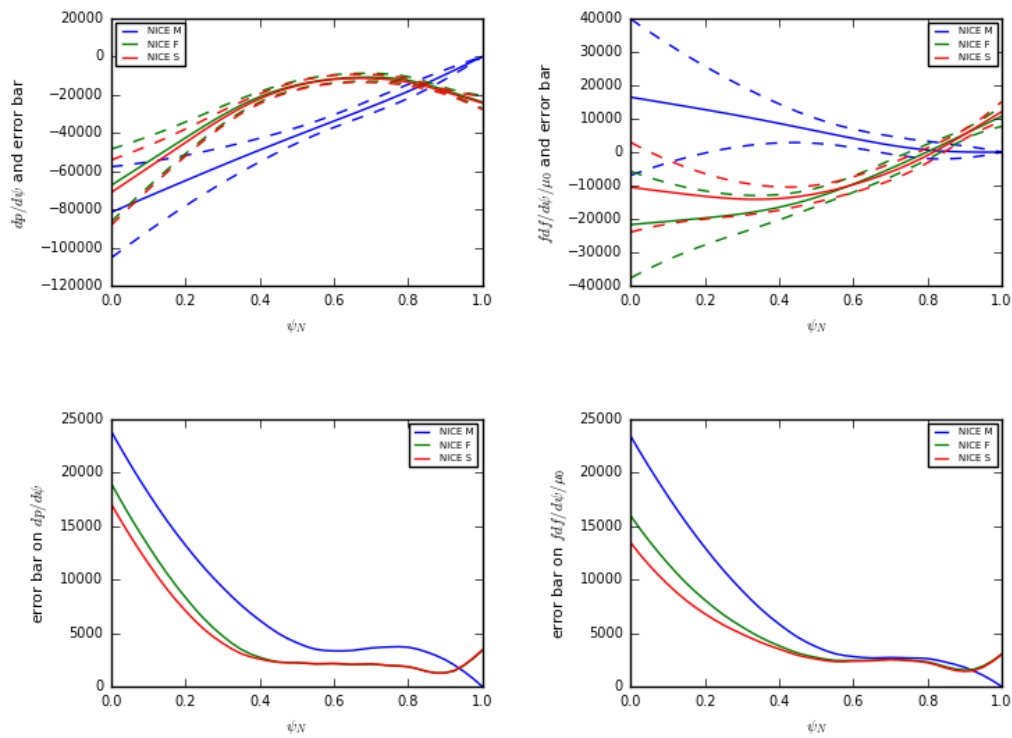 20000
0
−20000
−40000
−60000
−80000
−100000
−120000
0.0 0.2 0.4 0.6 0.8 1.0
dp/dψ and error bar
ψ_N
NICE M
NICE F
NICE S
40000
30000
20000
10000
0
−10000
−20000
−30000
−40000
0.0 0.2 0.4 0.6 0.8 1.0
fdf/dψ/μ₀ and error bar
ψ_N
NICE M
NICE F
NICE S
25000
20000
15000
10000
5000
0
0.0 0.2 0.4 0.6 0.8 1.0
error bar on dp/dψ
ψ_N
NICE M
NICE F
NICE S
25000
20000
15000
10000
5000
0
0.0 0.2 0.4 0.6 0.8 1.0
error bar on fdf/dψ/μ₀
ψ_N
NICE M
NICE F
NICE S